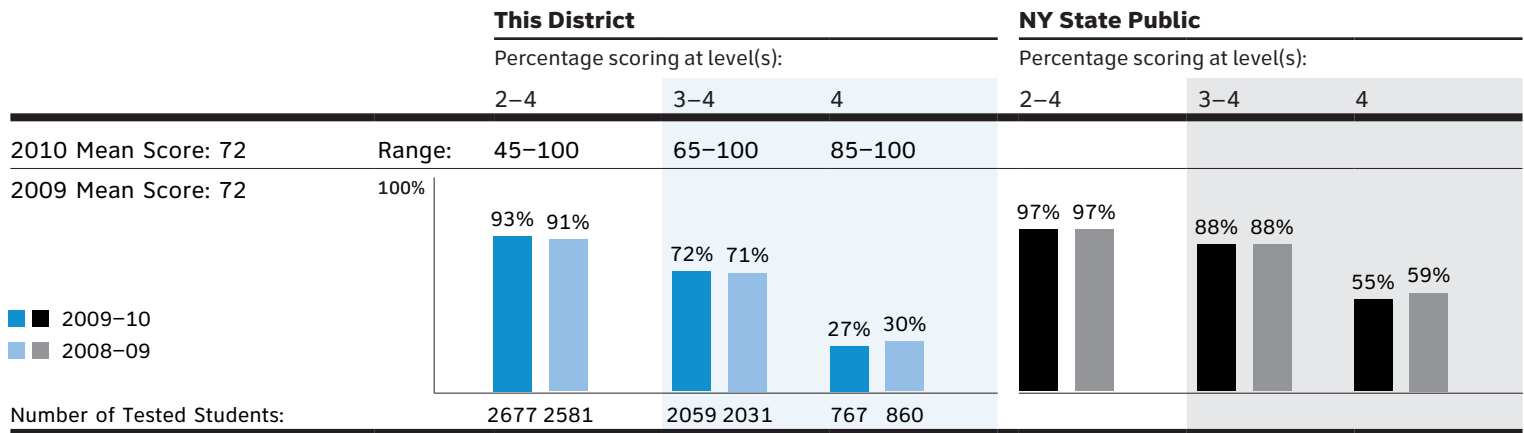 This District NY State Public
Percentage scoring at level(s): Percentage scoring at level(s):
2–4 3–4 4 2–4 3–4 4
2010 Mean Score: 72 Range: 45–100 65–100 85–100
2009 Mean Score: 72 100%
93% 91% 72% 71% 27% 30% 97% 97% 88% 88% 55% 59%
2009–10
2008–09
Number of Tested Students: 2677 2581 2059 2031 767 860